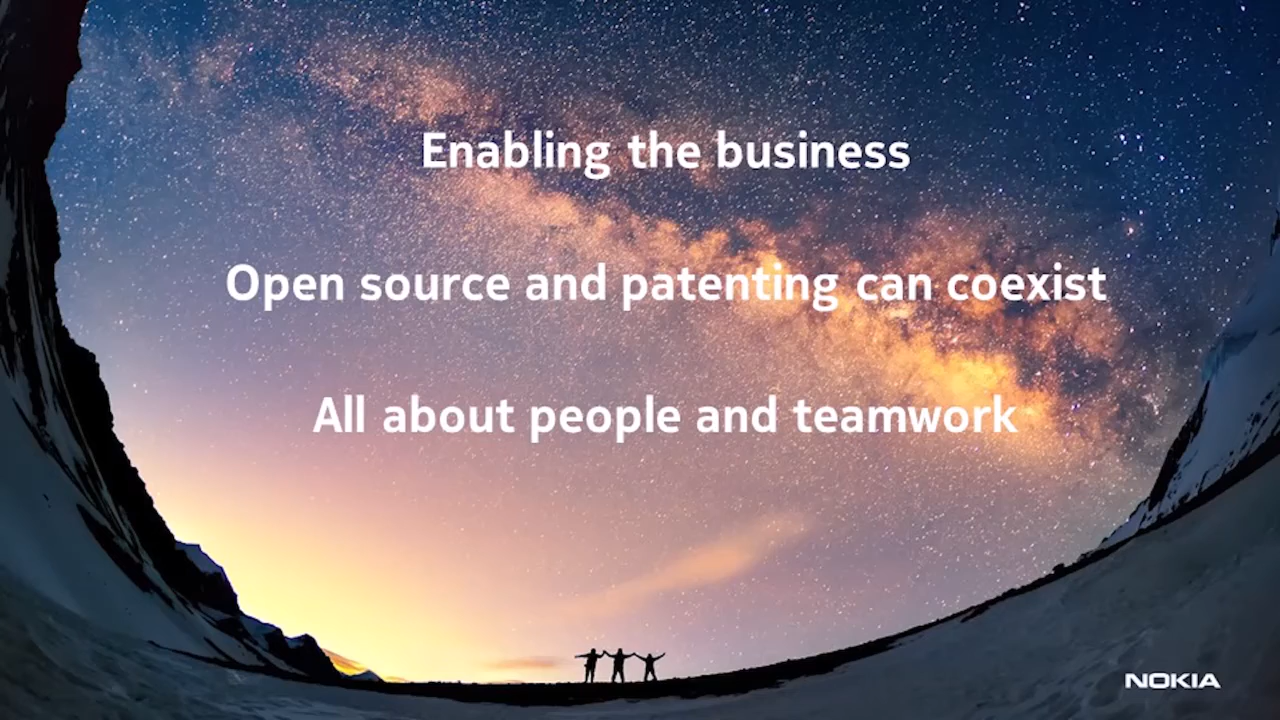 Enabling the business
Open source and patenting can coexist
All about people and teamwork
NOKIA